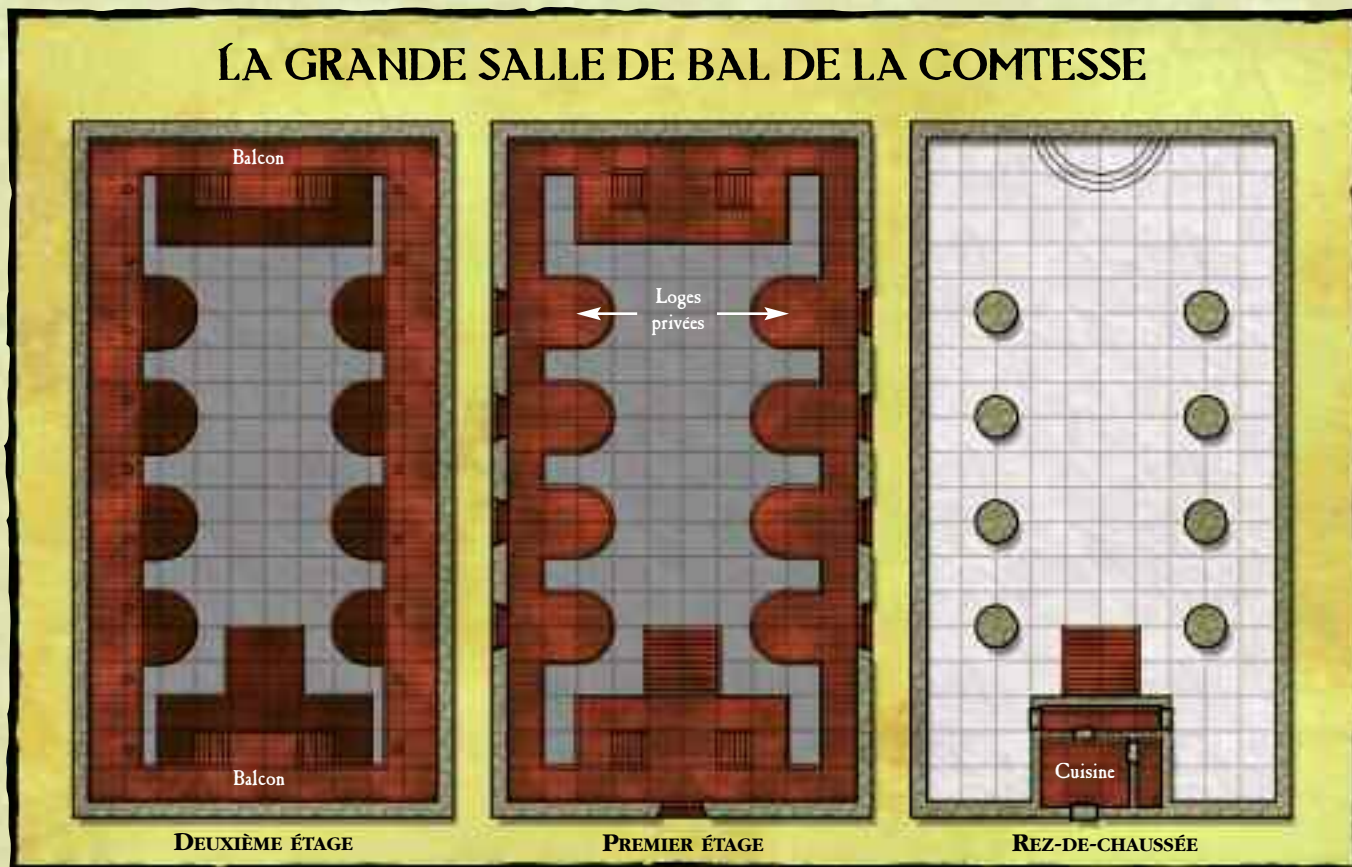 LA GRANDE SALLE DE BAL DE LA COMTESSE
Balcon
Balcon
DEUXIÈME ÉTAGE
Loges
privées
PREMIER ÉTAGE
Cuisine
REZ-DE-CHAUSSÉE